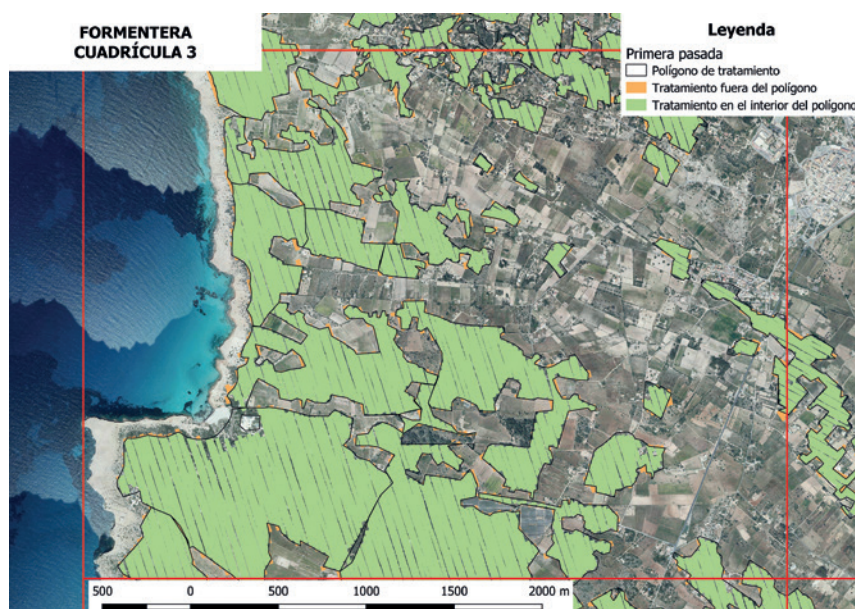 FORMENTERA
CUADRÍCULA 3
Leyenda
Primera pasada
Polígono de tratamiento
Tratamiento fuera del polígono
Tratamiento en el interior del polígono
500 0 500 1000 1500 2000 m